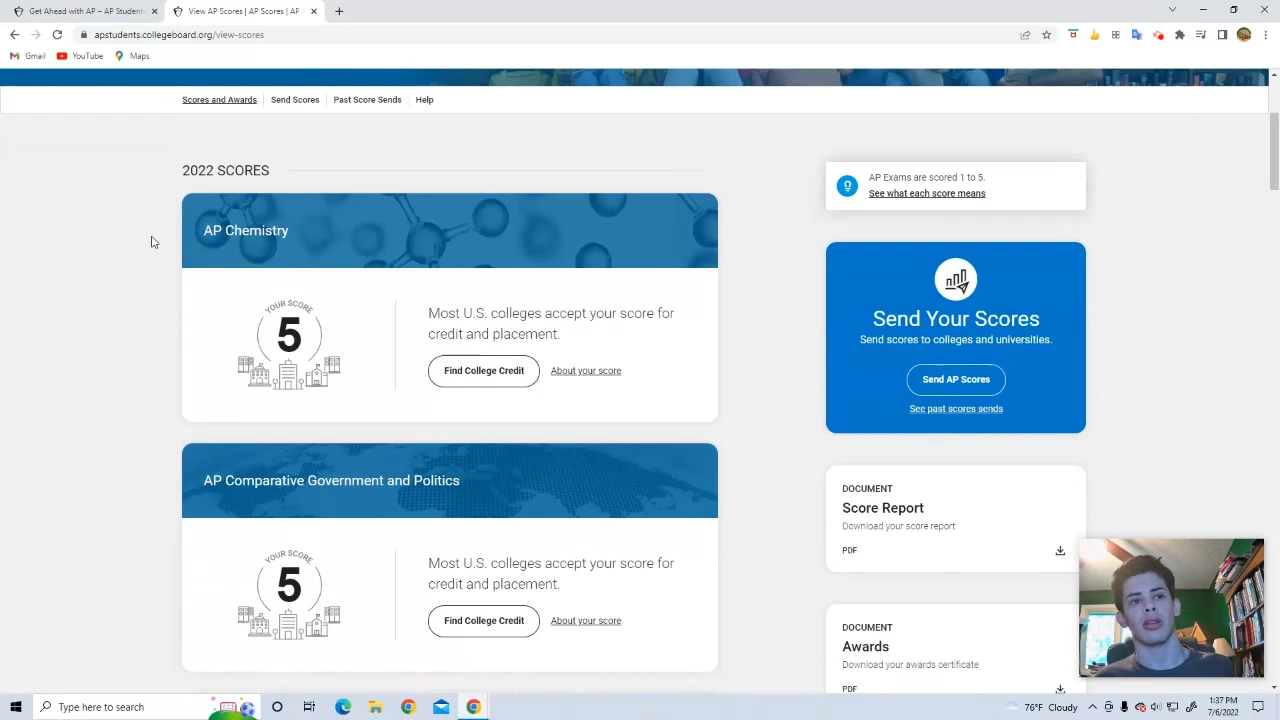 Get Ahead with AP – AP Students
View AP Scores | AP Scores | AP
apstudents.collegeboard.org/view-scores
Gmail
YouTube
Maps
Scores and Awards
Send Scores
Past Score Sends
Help
2022 SCORES
AP Chemistry
YOUR SCORE
5
Most U.S. colleges accept your score for
credit and placement.
Find College Credit
About your score
AP Comparative Government and Politics
YOUR SCORE
5
Most U.S. colleges accept your score for
credit and placement.
Find College Credit
About your score
AP Exams are scored 1 to 5.
See what each score means
Send Your Scores
Send scores to colleges and universities.
Send AP Scores
See past scores sends
DOCUMENT
Score Report
Download your score report
PDF
DOCUMENT
Awards
Download your awards certificate
PDF
Type here to search
76°F Cloudy
1:37 PM
7/6/2022